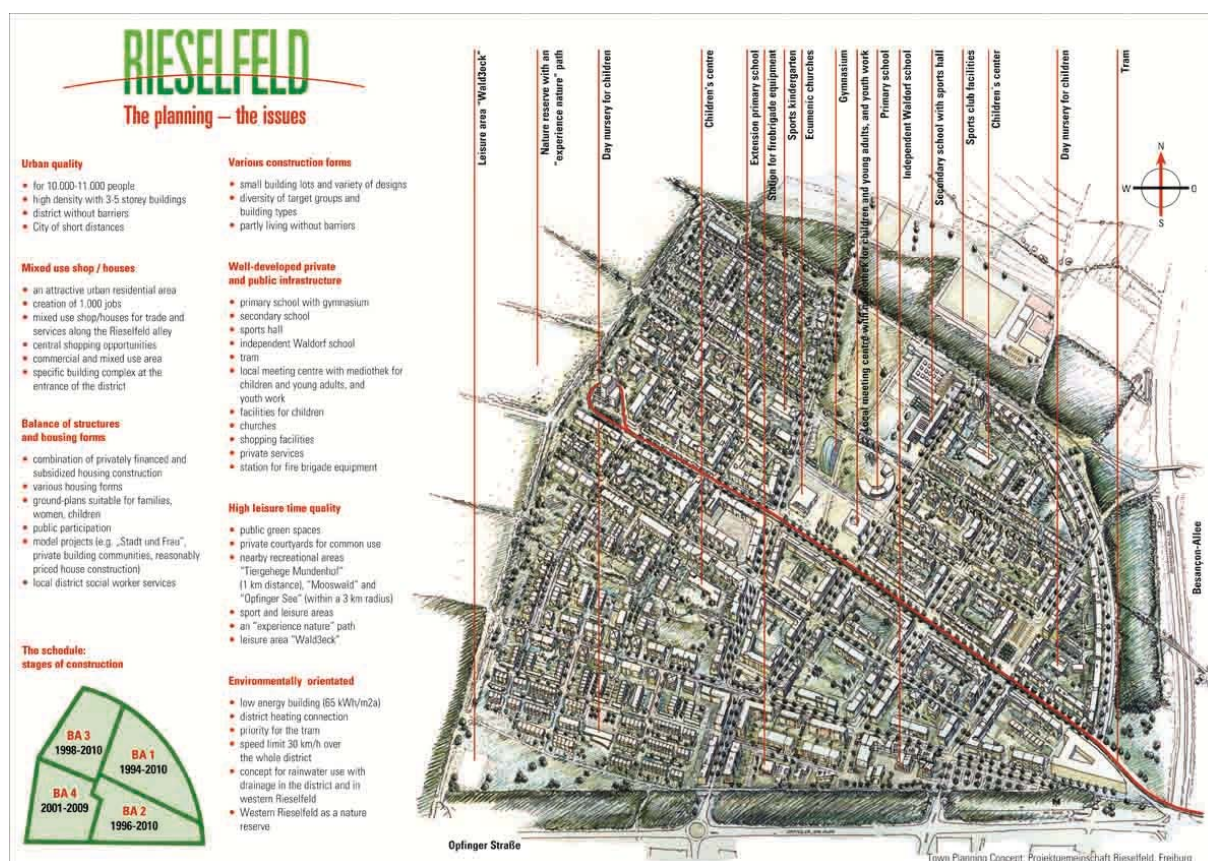 RIESELFELD
The planning – the issues
Urban quality
• for 10.000-11.000 people
• high density with 3-5 storey buildings
• district without barriers
• City of short distances
Mixed use shop / houses
• an attractive urban residential area
• creation of 1.000 jobs
• mixed use shop/houses for trade and
services along the Rieselfeld alley
• central shopping opportunities
• commercial and mixed use area
• specific building complex at the
entrance of the district
Balance of structures
and housing forms
• combination of privately financed and
subsidized housing construction
• various housing forms
• ground-plans suitable for families,
women, children
• public participation
• model projects (e.g. „Stadt und Frau",
private building communities, reasonably
priced house construction)
• local district social worker services
The schedule:
stages of construction
BA 3
1998-2010
BA 1
1994-2010
BA 4
2001-2009
BA 2
1996-2010
Various construction forms
• small building lots and variety of designs
• diversity of target groups and
building types
• partly living without barriers
Well-developed private
and public infrastructure
• primary school with gymnasium
• secondary school
• sports hall
• independent Waldorf school
• tram
• local meeting centre with mediothek for
children and young adults, and
youth work
• facilities for children
• churches
• shopping facilities
• private services
• station for fire brigade equipment
High leisure time quality
• public green spaces
• private courtyards for common use
• nearby recreational areas
"Tiergehege Mundenhof"
(1 km distance), "Mooswald" and
"Opfinger See" (within a 3 km radius)
• sport and leisure areas
• an "experience nature" path
• leisure area "Wald3eck"
Environmentally orientated
• low energy building (65 kWh/m2a)
• district heating connection
• priority for the tram
• speed limit 30 km/h over
the whole district
• concept for rainwater use with
drainage in the district and in
western Rieselfeld
• Western Rieselfeld as a nature
reserve
Leisure area "Wald3eck"
Nature reserve with an
"experience nature" path
Day nursery for children
Children's centre
Extension primary school
Station for firebrigade equipment
Sports kindergarten
Ecumenic churches
Gymnasium
Local meeting centre with mediothek for children and young adults, and youth work
Primary school
Independent Waldorf school
Secondary school with sports hall
Sports club facilities
Children's center
Day nursery for children
Tram
N
W
O
S
Besançon-Allee
Opfinger Straße
Town Planning Concept: Projektgemeinschaft Rieselfeld, Freiburg